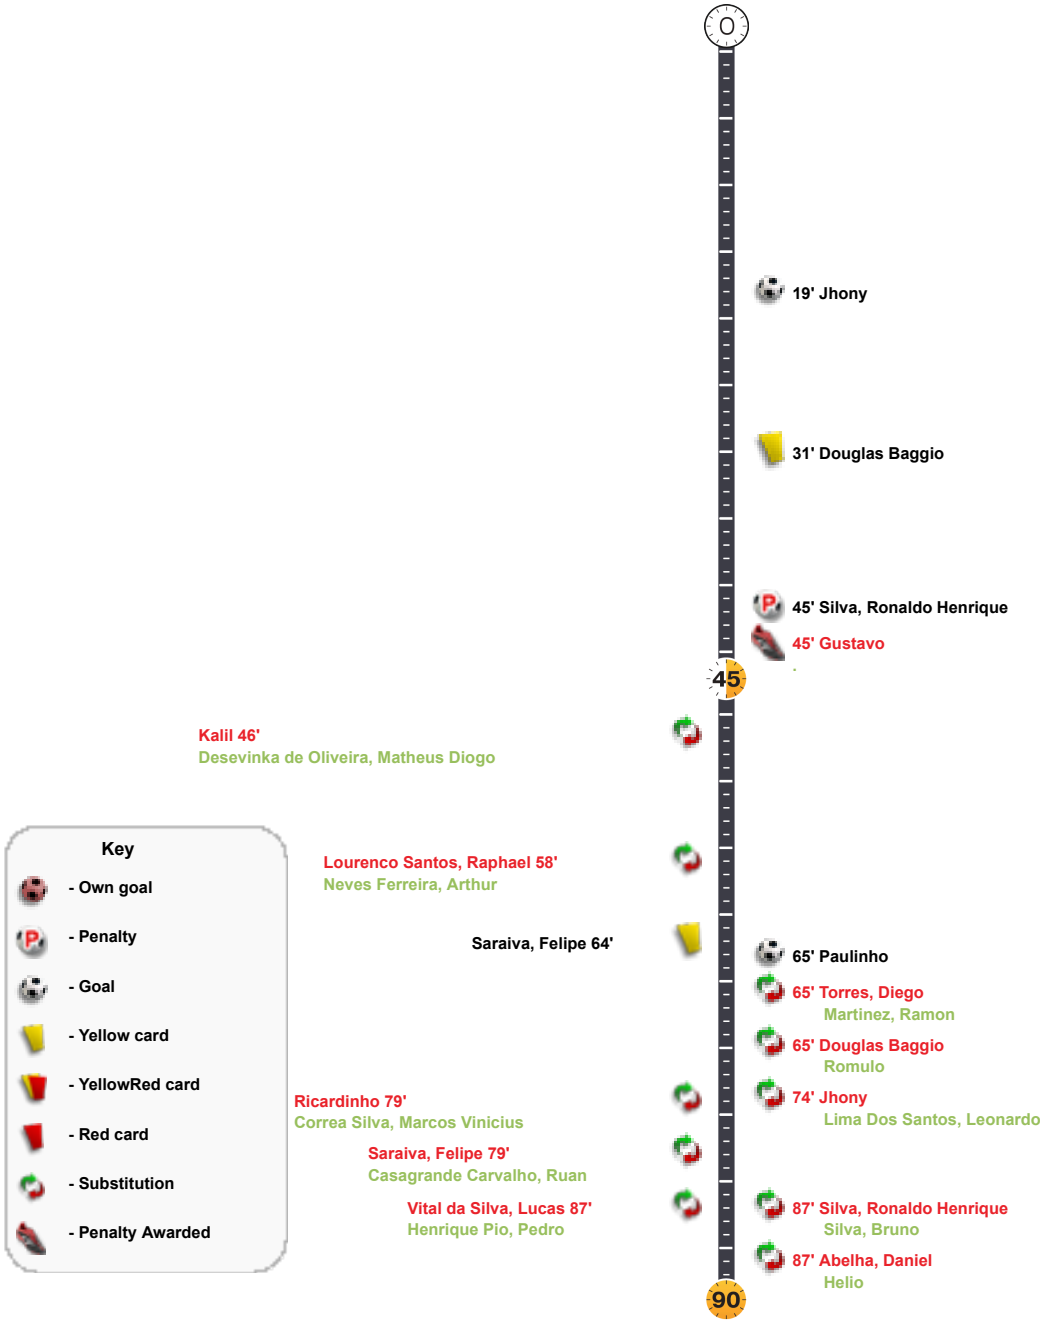 0
19' Jhony
31' Douglas Baggio
P 45' Silva, Ronaldo Henrique
45' Gustavo
45
Kalil 46'
Desevinka de Oliveira, Matheus Diogo
Key
- Own goal
P - Penalty
- Goal
- Yellow card
- YellowRed card
- Red card
- Substitution
- Penalty Awarded
Lourenco Santos, Raphael 58'
Neves Ferreira, Arthur
Saraiva, Felipe 64'
65' Paulinho
65' Torres, Diego
Martinez, Ramon
65' Douglas Baggio
Romulo
74' Jhony
Lima Dos Santos, Leonardo
Ricardinho 79'
Correa Silva, Marcos Vinicius
Saraiva, Felipe 79'
Casagrande Carvalho, Ruan
Vital da Silva, Lucas 87'
Henrique Pio, Pedro
87' Silva, Ronaldo Henrique
Silva, Bruno
87' Abelha, Daniel
Helio
90